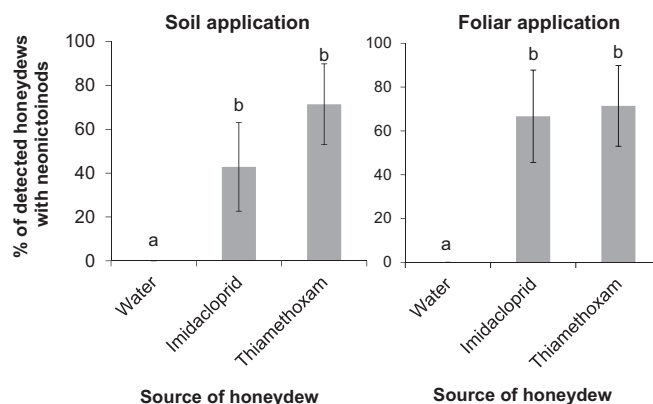 Soil application
% of detected honeydews
with neonictoinods
100
80
60
40
20
0
a
b
b
Water
Imidacloprid
Thiamethoxam
Source of honeydew
Foliar application
100
80
60
40
20
0
a
b
b
Water
Imidacloprid
Thiamethoxam
Source of honeydew